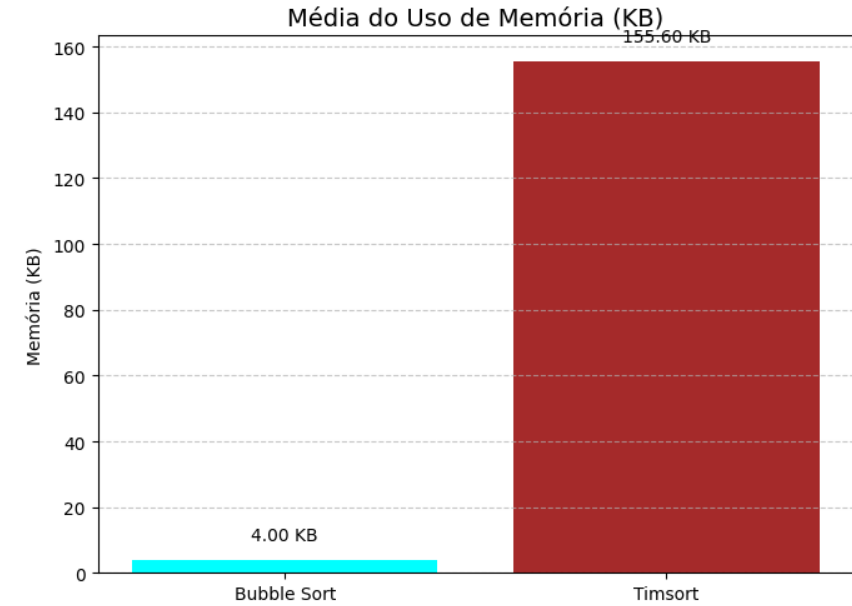 Média do Uso de Memória (KB)
155.60 KB
160
140
120
100
80
60
40
20
0
Memória (KB)
4.00 KB
Bubble Sort
Timsort